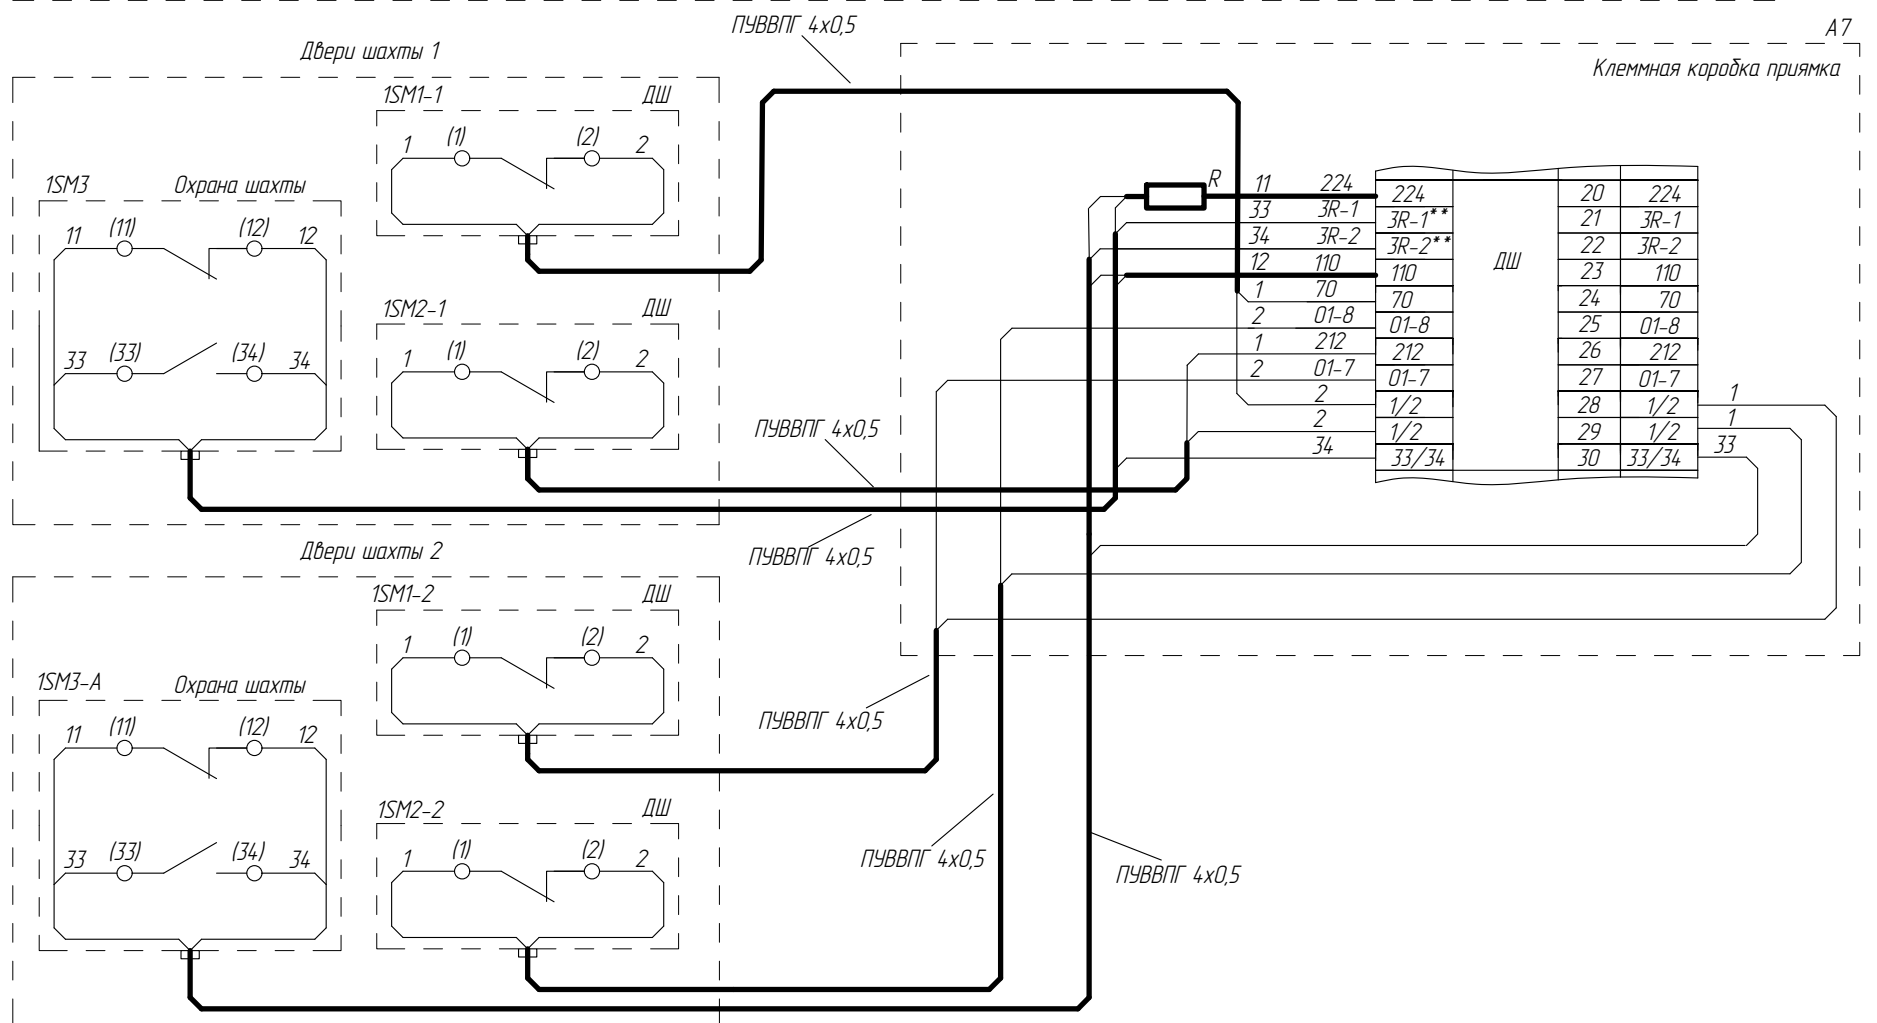 ПУВВПГ 4х0,5
А7
Двери шахты 1
Клеммная коробка приямка
1SM1-1 ДШ
1 (1) (2) 2
1SM3 Охрана шахты
11 (11) (12) 12
33 (33) (34) 34
1SM2-1 ДШ
1 (1) (2) 2
R
11 224 224 20 224
33 3R-1 3R-1** 21 3R-1
34 3R-2 3R-2** 22 3R-2
ДШ
12 110 110 23 110
1 70 70 24 70
2 01-8 01-8 25 01-8
1 212 212 26 212
2 01-7 01-7 27 01-7
2 1/2 28 1/2 1
2 1/2 29 1/2 1
34 33/34 30 33/34 33
ПУВВПГ 4х0,5
ПУВВПГ 4х0,5
Двери шахты 2
1SM1-2 ДШ
1 (1) (2) 2
1SM3-А Охрана шахты
11 (11) (12) 12
33 (33) (34) 34
ПУВВПГ 4х0,5
1SM2-2 ДШ
1 (1) (2) 2
ПУВВПГ 4х0,5
ПУВВПГ 4х0,5